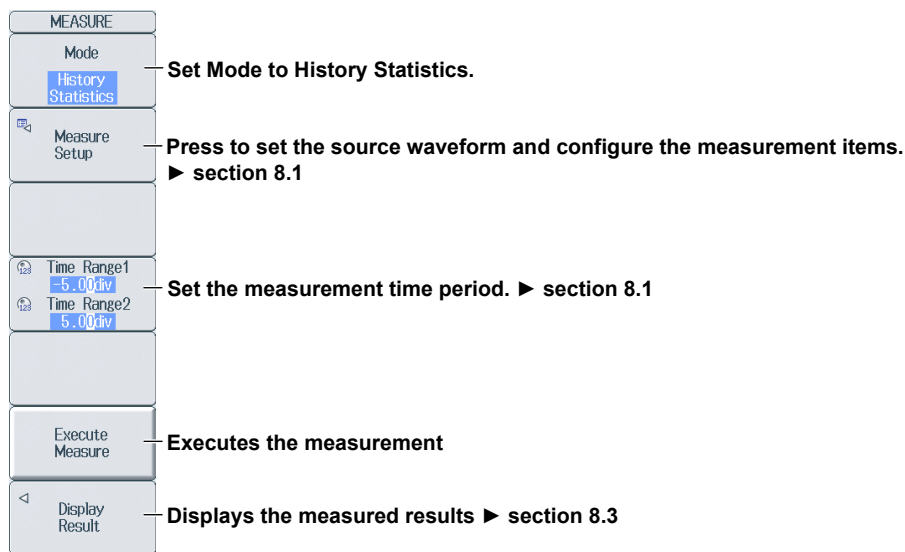 MEASURE
Mode
History
Statistics
Set Mode to History Statistics.
Measure
Setup
Press to set the source waveform and configure the measurement items.
► section 8.1
123 Time Range1
-5.00div
123 Time Range2
5.00div
Set the measurement time period. ► section 8.1
Execute
Measure
Executes the measurement
Display
Result
Displays the measured results ► section 8.3